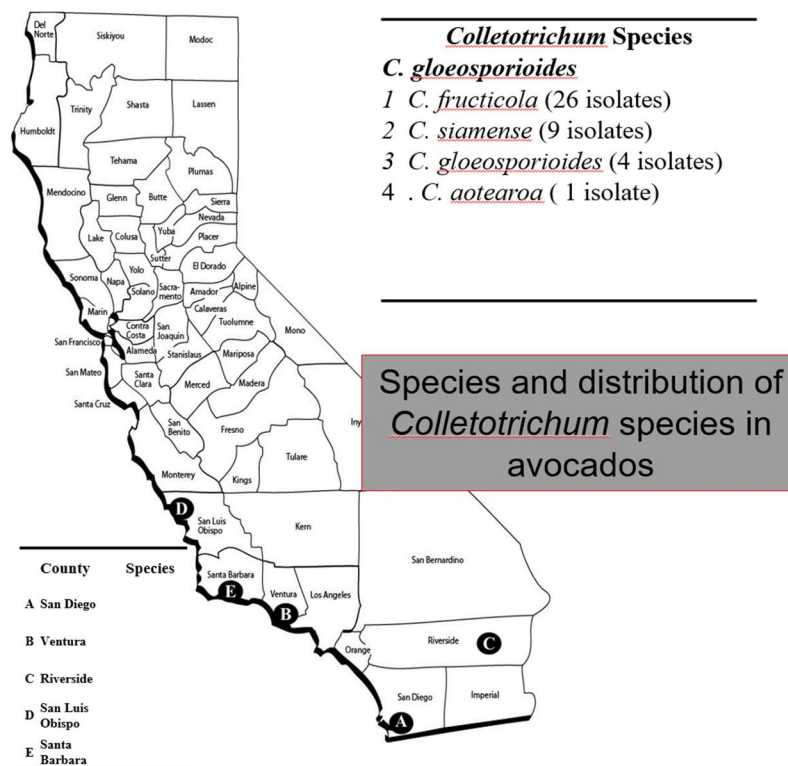 Colletotrichum Species
C. gloeosporioides
1 C. fructicola (26 isolates)
2 C. siamense (9 isolates)
3 C. gloeosporioides (4 isolates)
4 . C. aotearoa ( 1 isolate)
Species and distribution of
Colletotrichum species in
avocados
Del
Norte
Siskiyou
Modoc
Trinity
Shasta
Lassen
Humboldt
Tehama
Plumas
Mendocino
Glenn
Butte
Sierra
Nevada
Lake
Colusa
Yuba
Placer
Sutter
El Dorado
Yolo
Sonoma
Napa
Solano
Sacra-
mento
Amador
Alpine
Marin
Calaveras
Contra
Costa
San
Joaquin
Tuolumne
Mono
San Francisco
Alameda
Stanislaus
Mariposa
San Mateo
Santa
Clara
Merced
Madera
Santa Cruz
San
Benito
Fresno
Iny
Tulare
Monterey
Kings
D
San Luis
Obispo
Kern
San Bernardino
Santa Barbara
E
Ventura
B
Los Angeles
Orange
Riverside
C
San Diego
A
Imperial
County Species
A San Diego
B Ventura
C Riverside
D San Luis
Obispo
E Santa
Barbara